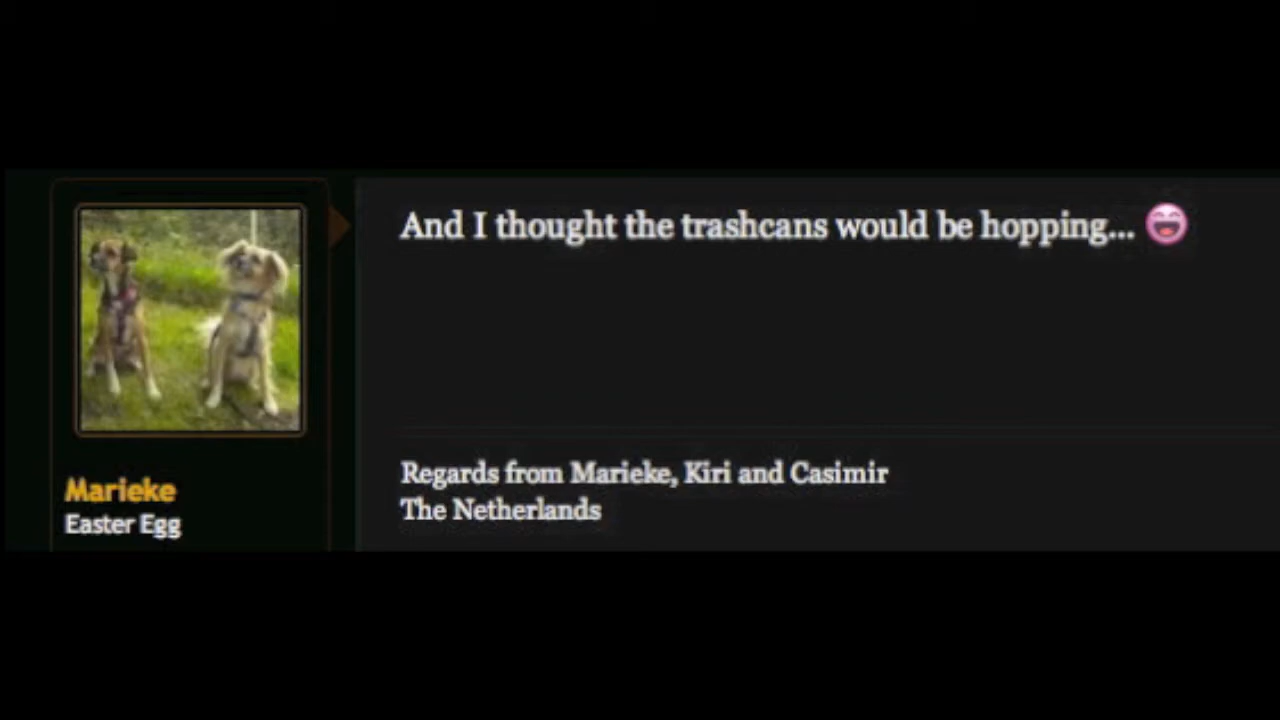 And I thought the trashcans would be hopping...
Marieke
Easter Egg
Regards from Marieke, Kiri and Casimir
The Netherlands